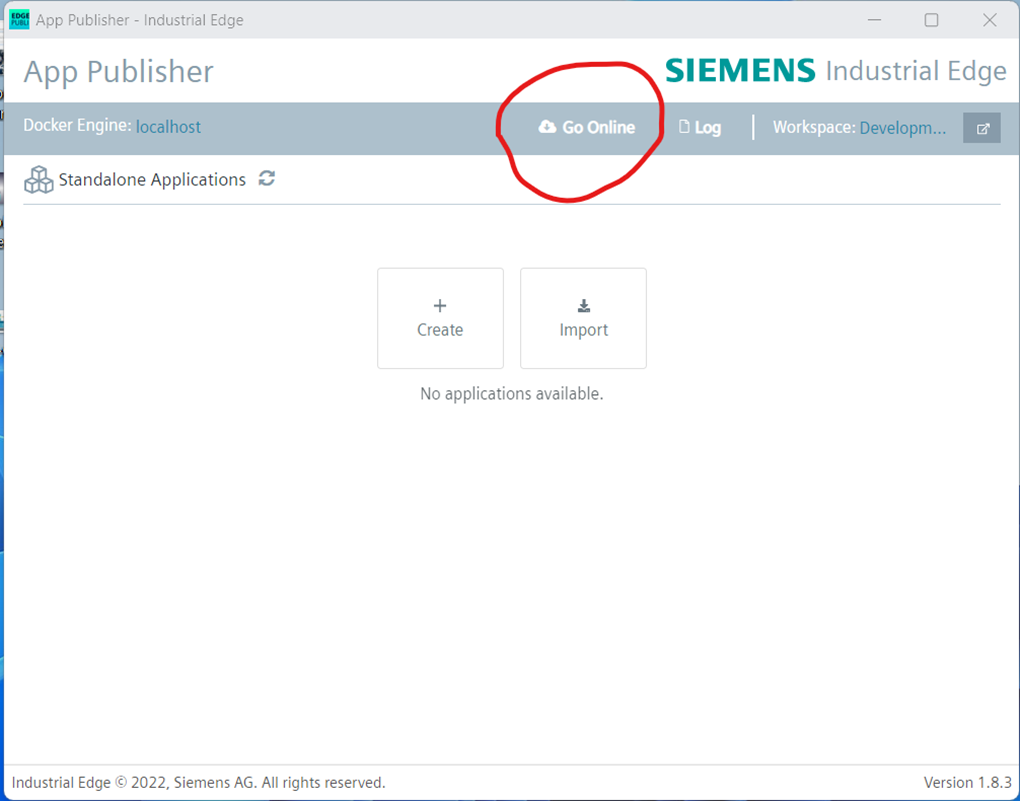 EDGE
PUBLI
App Publisher - Industrial Edge
App Publisher
SIEMENS Industrial Edge
Docker Engine: localhost
Go Online
Log
Workspace: Developm...
Standalone Applications
Create
Import
No applications available.
Industrial Edge © 2022, Siemens AG. All rights reserved.
Version 1.8.3